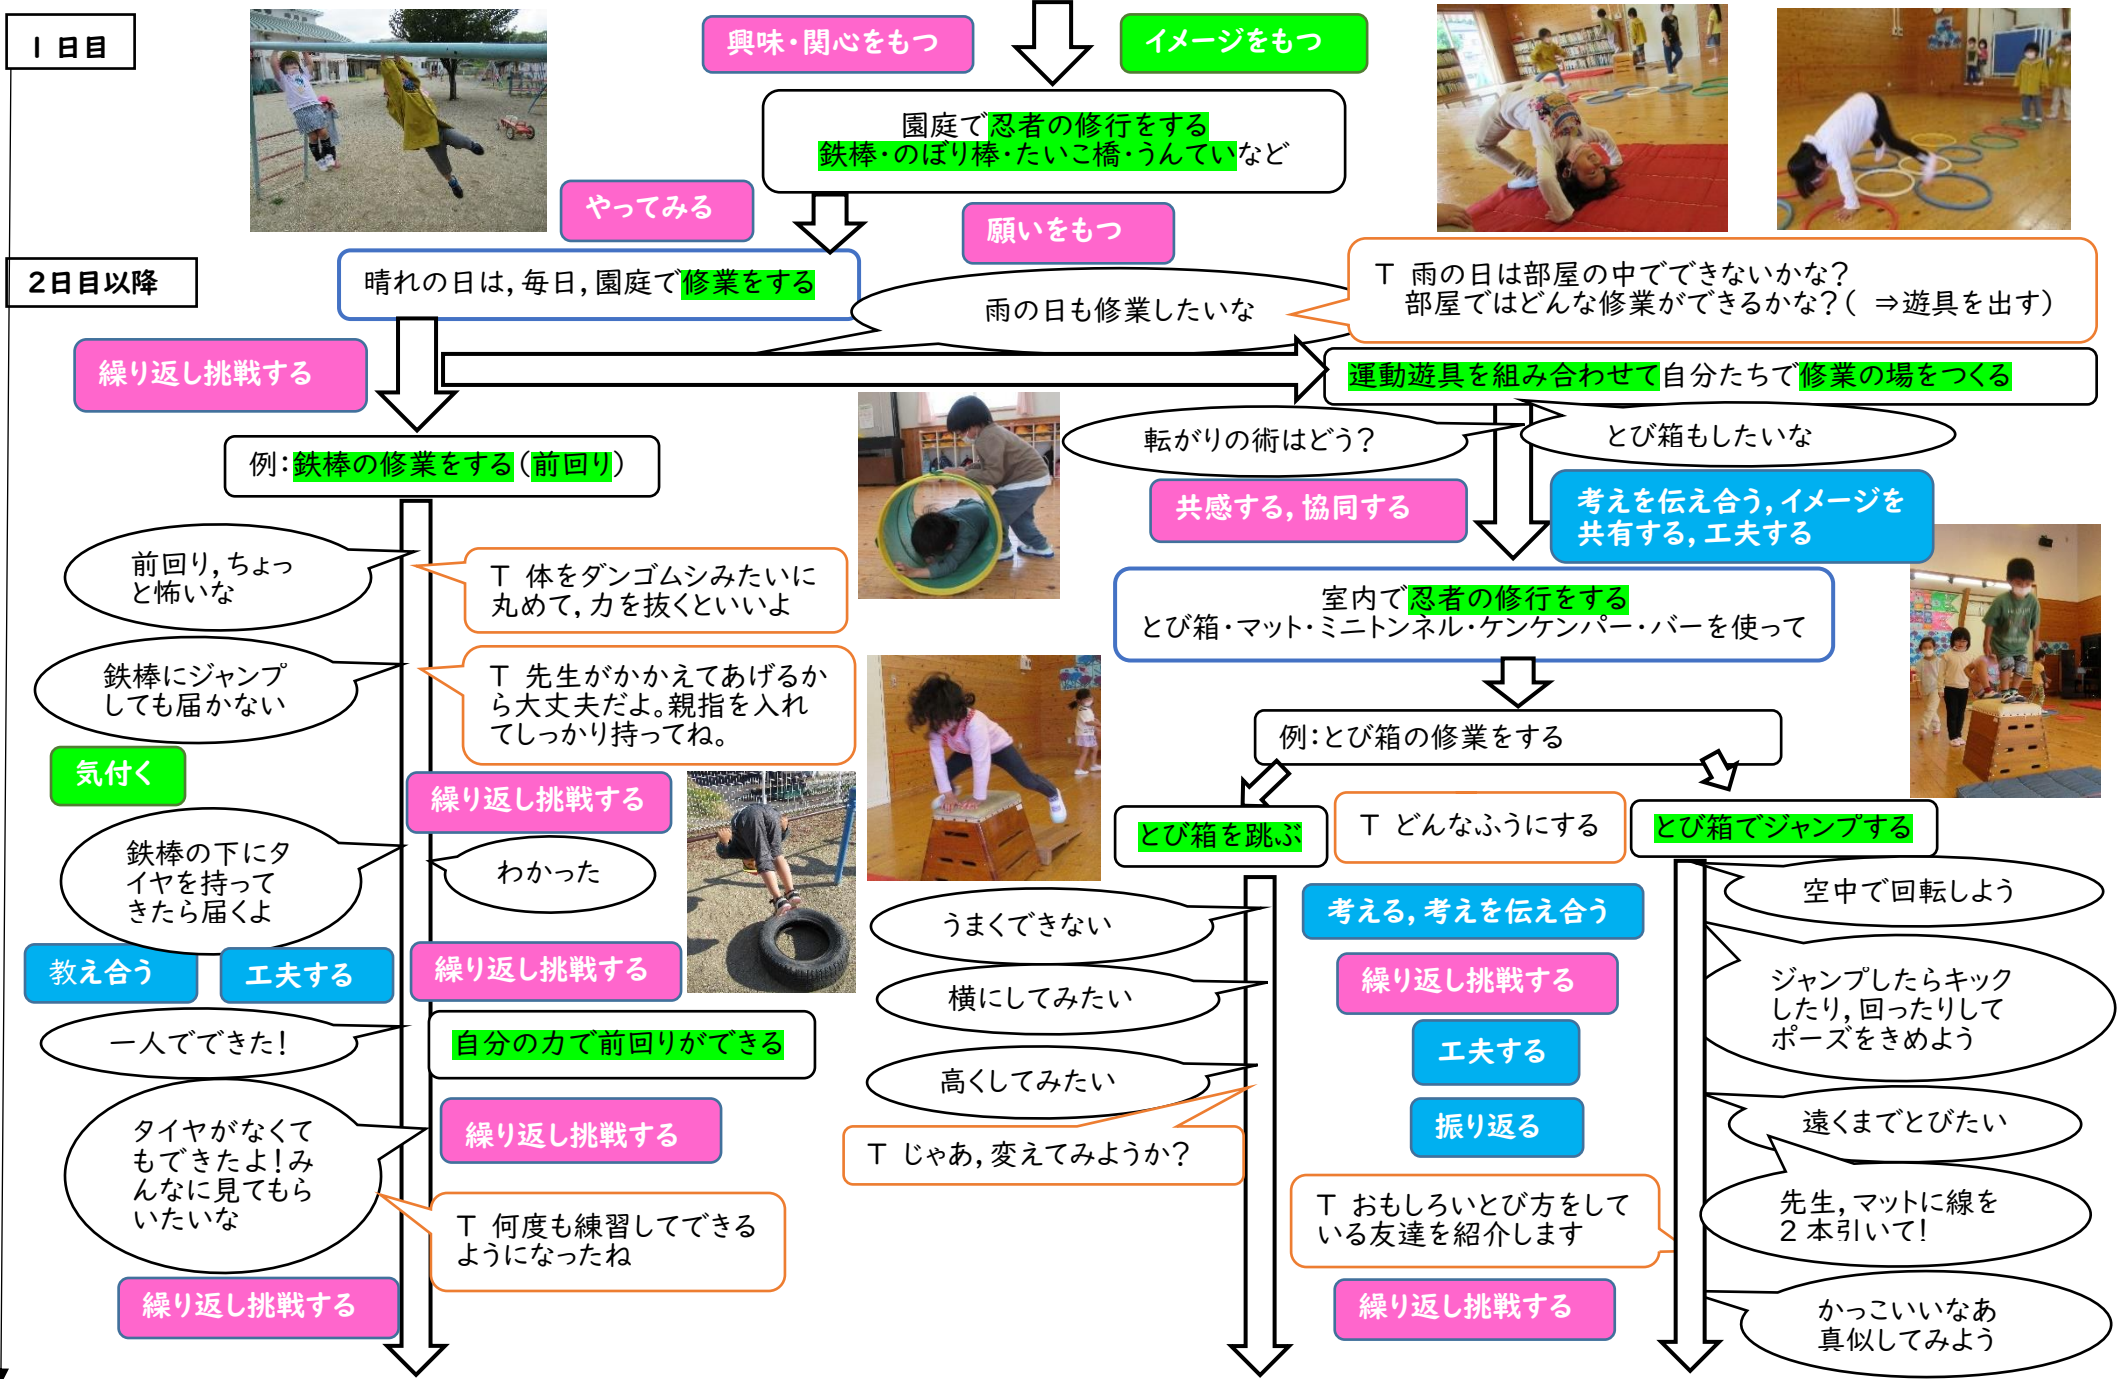 1日目
興味・関心をもつ
イメージをもつ
園庭で忍者の修行をする
鉄棒・のぼり棒・たいこ橋・うんていなど
やってみる
願いをもつ
2日目以降
晴れの日は,毎日,園庭で修業をする
雨の日も修業したいな
T 雨の日は部屋の中でできないかな?
部屋ではどんな修業ができるかな?( ⇒遊具を出す)
繰り返し挑戦する
運動遊具を組み合わせて自分たちで修業の場をつくる
例:鉄棒の修業をする(前回り)
転がりの術はどう?
とび箱もしたいな
共感する,協同する
考えを伝え合う,イメージを
共有する,工夫する
前回り,ちょっ
と怖いな
T 体をダンゴムシみたいに
丸めて,力を抜くといいよ
室内で忍者の修行をする
とび箱・マット・ミニトンネル・ケンケンパー・バーを使って
鉄棒にジャンプ
しても届かない
T 先生がかかえてあげるか
ら大丈夫だよ。親指を入れ
てしっかり持ってね。
例:とび箱の修業をする
気付く
繰り返し挑戦する
とび箱を跳ぶ
T どんなふうにする
とび箱でジャンプする
鉄棒の下にタ
イヤを持って
きたら届くよ
わかった
空中で回転しよう
うまくできない
考える,考えを伝え合う
教え合う
工夫する
繰り返し挑戦する
横にしてみたい
繰り返し挑戦する
ジャンプしたらキック
したり,回ったりして
ポーズをきめよう
一人でできた!
自分の力で前回りができる
高くしてみたい
工夫する
タイヤがなくて
もできたよ!み
んなに見てもら
いたいな
繰り返し挑戦する
T じゃあ,変えてみようか?
振り返る
遠くまでとびたい
T 何度も練習してできる
ようになったね
T おもしろいとび方をして
いる友達を紹介します
先生,マットに線を
2本引いて!
繰り返し挑戦する
繰り返し挑戦する
かっこいいなあ
真似してみよう